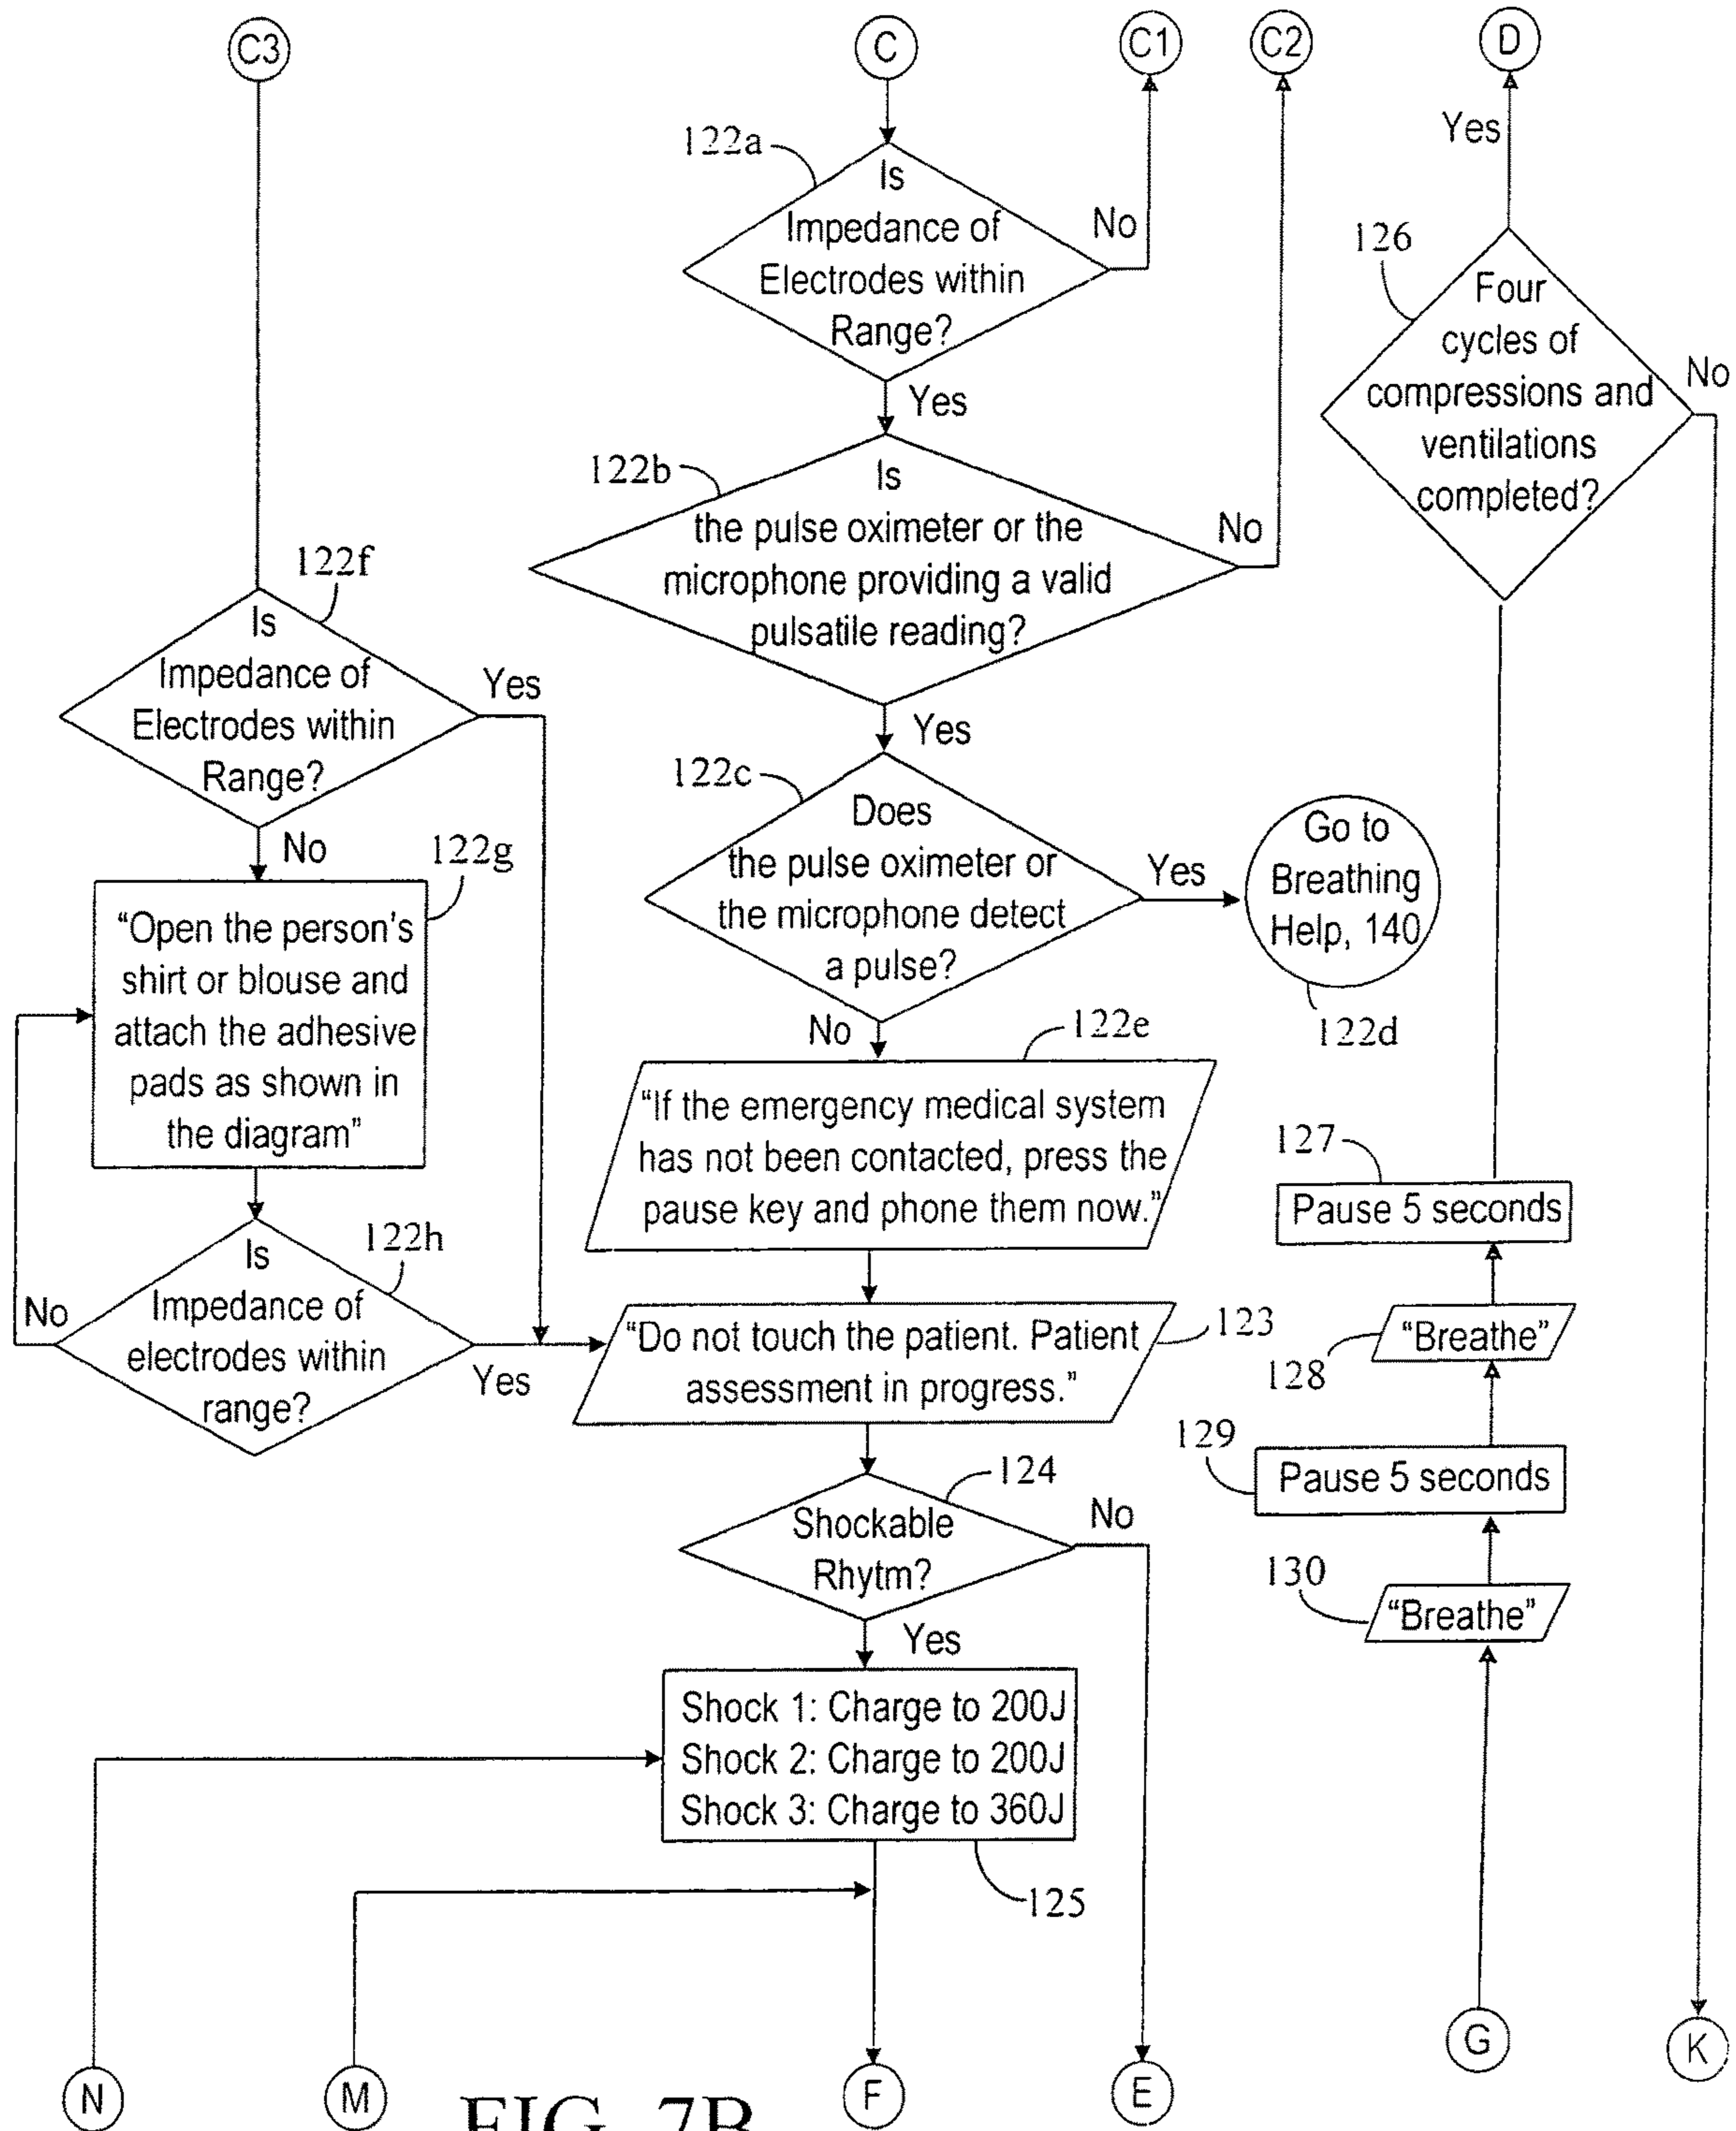 C3
C
C1
C2
D
122a
Is
Impedance of
Electrodes within
Range?
No
Yes
122b
Is
the pulse oximeter or the
microphone providing a valid
pulsatile reading?
No
Yes
122c
Does
the pulse oximeter or
the microphone detect
a pulse?
Yes
No
Go to
Breathing
Help, 140
122d
122e
“If the emergency medical system
has not been contacted, press the
pause key and phone them now.”
122f
Is
Impedance of
Electrodes within
Range?
Yes
No
122g
“Open the person's
shirt or blouse and
attach the adhesive
pads as shown in
the diagram”
122h
Is
Impedance of
electrodes within
range?
No
Yes
“Do not touch the patient. Patient
assessment in progress.”
123
124
Shockable
Rhytm?
No
Yes
Shock 1: Charge to 200J
Shock 2: Charge to 200J
Shock 3: Charge to 360J
125
Yes
126
Four
cycles of
compressions and
ventilations
completed?
No
127
Pause 5 seconds
“Breathe”
128
129
Pause 5 seconds
130
“Breathe”
G
K
N
M
F
E
FIG. 7B